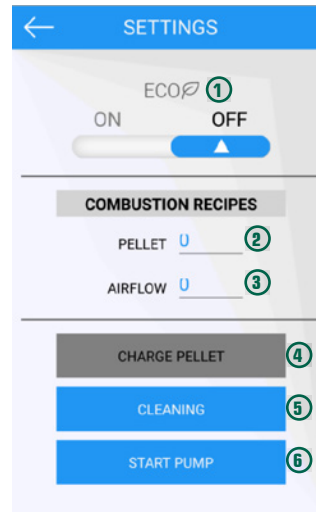 SETTINGS
ECO 1
ON OFF
COMBUSTION RECIPES
PELLET 0 2
AIRFLOW 0 3
CHARGE PELLET 4
CLEANING 5
START PUMP 6